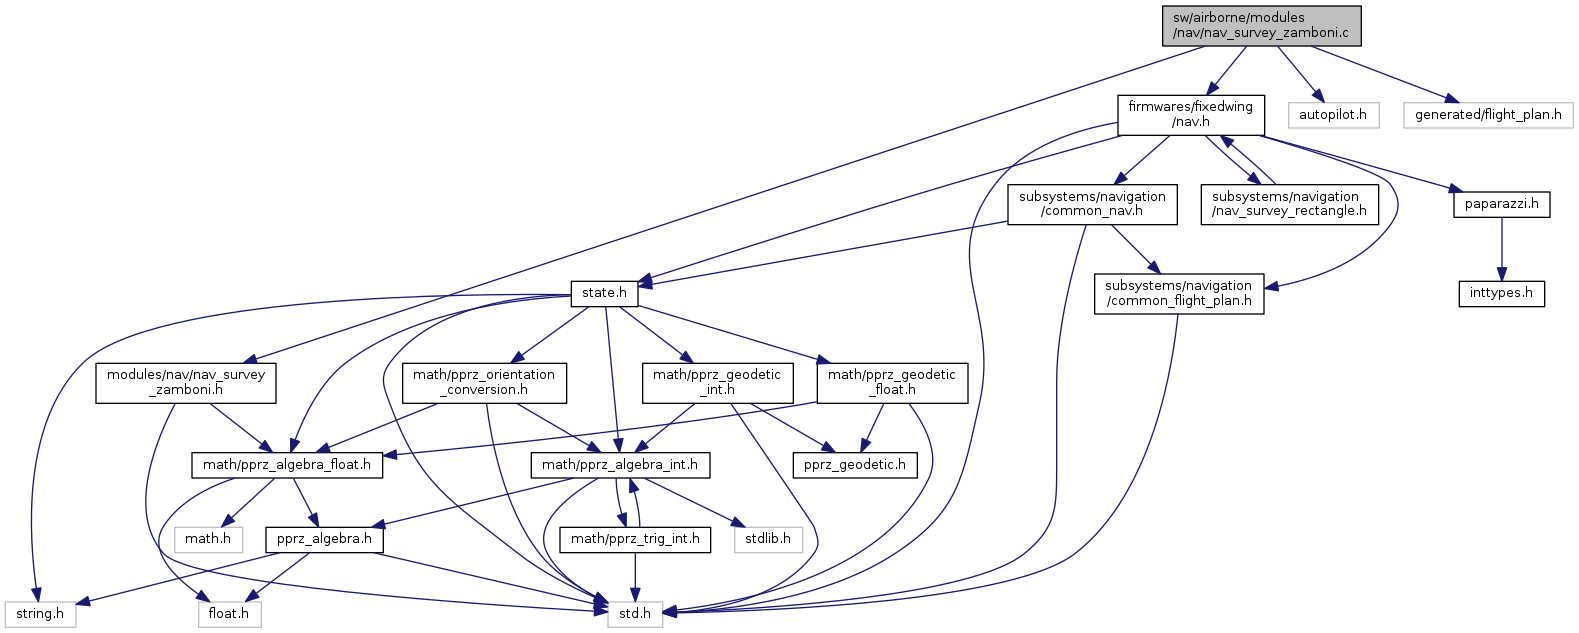 sw/airborne/modules
/nav/nav_survey_zamboni.c
firmwares/fixedwing
/nav.h
autopilot.h
generated/flight_plan.h
subsystems/navigation
/common_nav.h
subsystems/navigation
/nav_survey_rectangle.h
paparazzi.h
state.h
subsystems/navigation
/common_flight_plan.h
inttypes.h
modules/nav/nav_survey
_zamboni.h
math/pprz_orientation
_conversion.h
math/pprz_geodetic
_int.h
math/pprz_geodetic
_float.h
math/pprz_algebra_float.h
math/pprz_algebra_int.h
pprz_geodetic.h
math.h
pprz_algebra.h
math/pprz_trig_int.h
stdlib.h
string.h
float.h
std.h